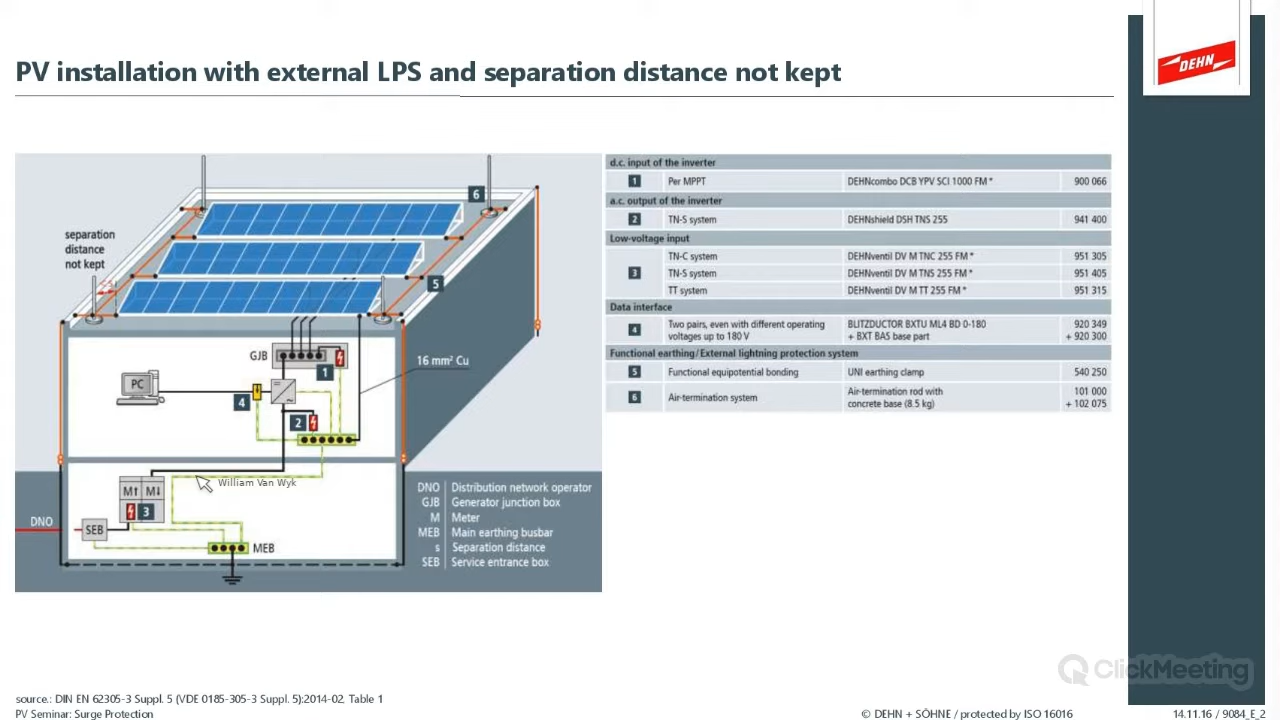 PV installation with external LPS and separation distance not kept
DEHN
6
separation
distance
not kept
5
GJB
1
16 mm² Cu
PC
4
2
William Van Wyk
M↑ M↓
3
DNO
SEB
MEB
DNO Distribution network operator
GJB Generator junction box
M Meter
MEB Main earthing busbar
s Separation distance
SEB Service entrance box
d.c. input of the inverter
1 Per MPPT DEHNcombo DCB YPV SCI 1000 FM * 900 066
a.c. output of the inverter
2 TN-S system DEHNshield DSH TNS 255 941 400
Low-voltage input
TN-C system DEHNventil DV M TNC 255 FM * 951 305
3 TN-S system DEHNventil DV M TNS 255 FM * 951 405
TT system DEHNventil DV M TT 255 FM * 951 315
Data interface
4 Two pairs, even with different operating BLITZDUCTOR BXTU ML4 BD 0-180 920 349
voltages up to 180 V + BXT BAS base part + 920 300
Functional earthing/External lightning protection system
5 Functional equipotential bonding UNI earthing clamp 540 250
6 Air-termination system Air-termination rod with 101 000
concrete base (8.5 kg) + 102 075
ClickMeeting
source.: DIN EN 62305-3 Suppl. 5 (VDE 0185-305-3 Suppl. 5):2014-02, Table 1
PV Seminar: Surge Protection
© DEHN + SÖHNE / protected by ISO 16016
14.11.16 / 9084_E_2